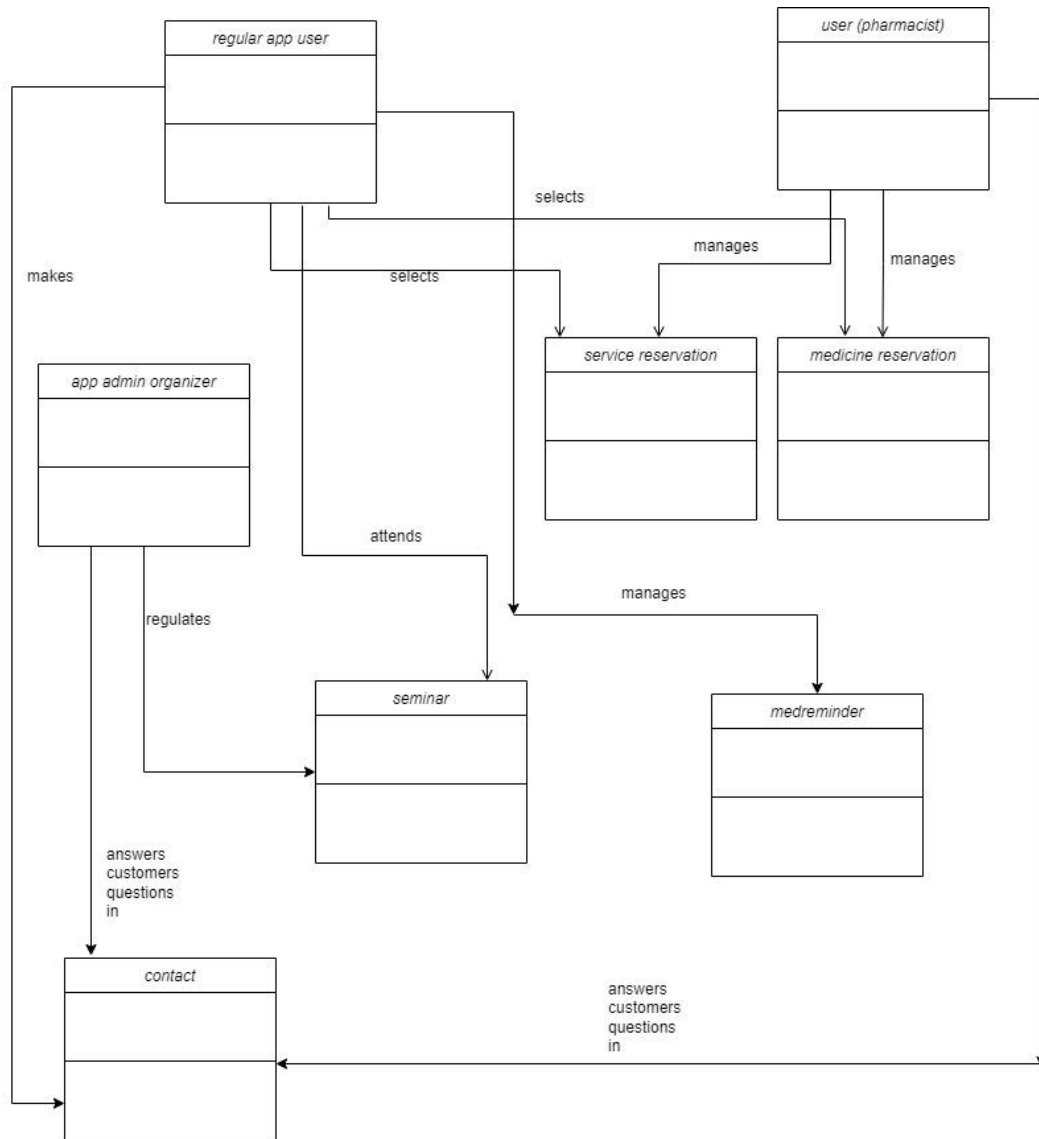 regular app user
user (pharmacist)
selects
manages
makes
selects
manages
service reservation
medicine reservation
app admin organizer
attends
manages
regulates
seminar
medreminder
answers
customers
questions
in
contact
answers
customers
questions
in